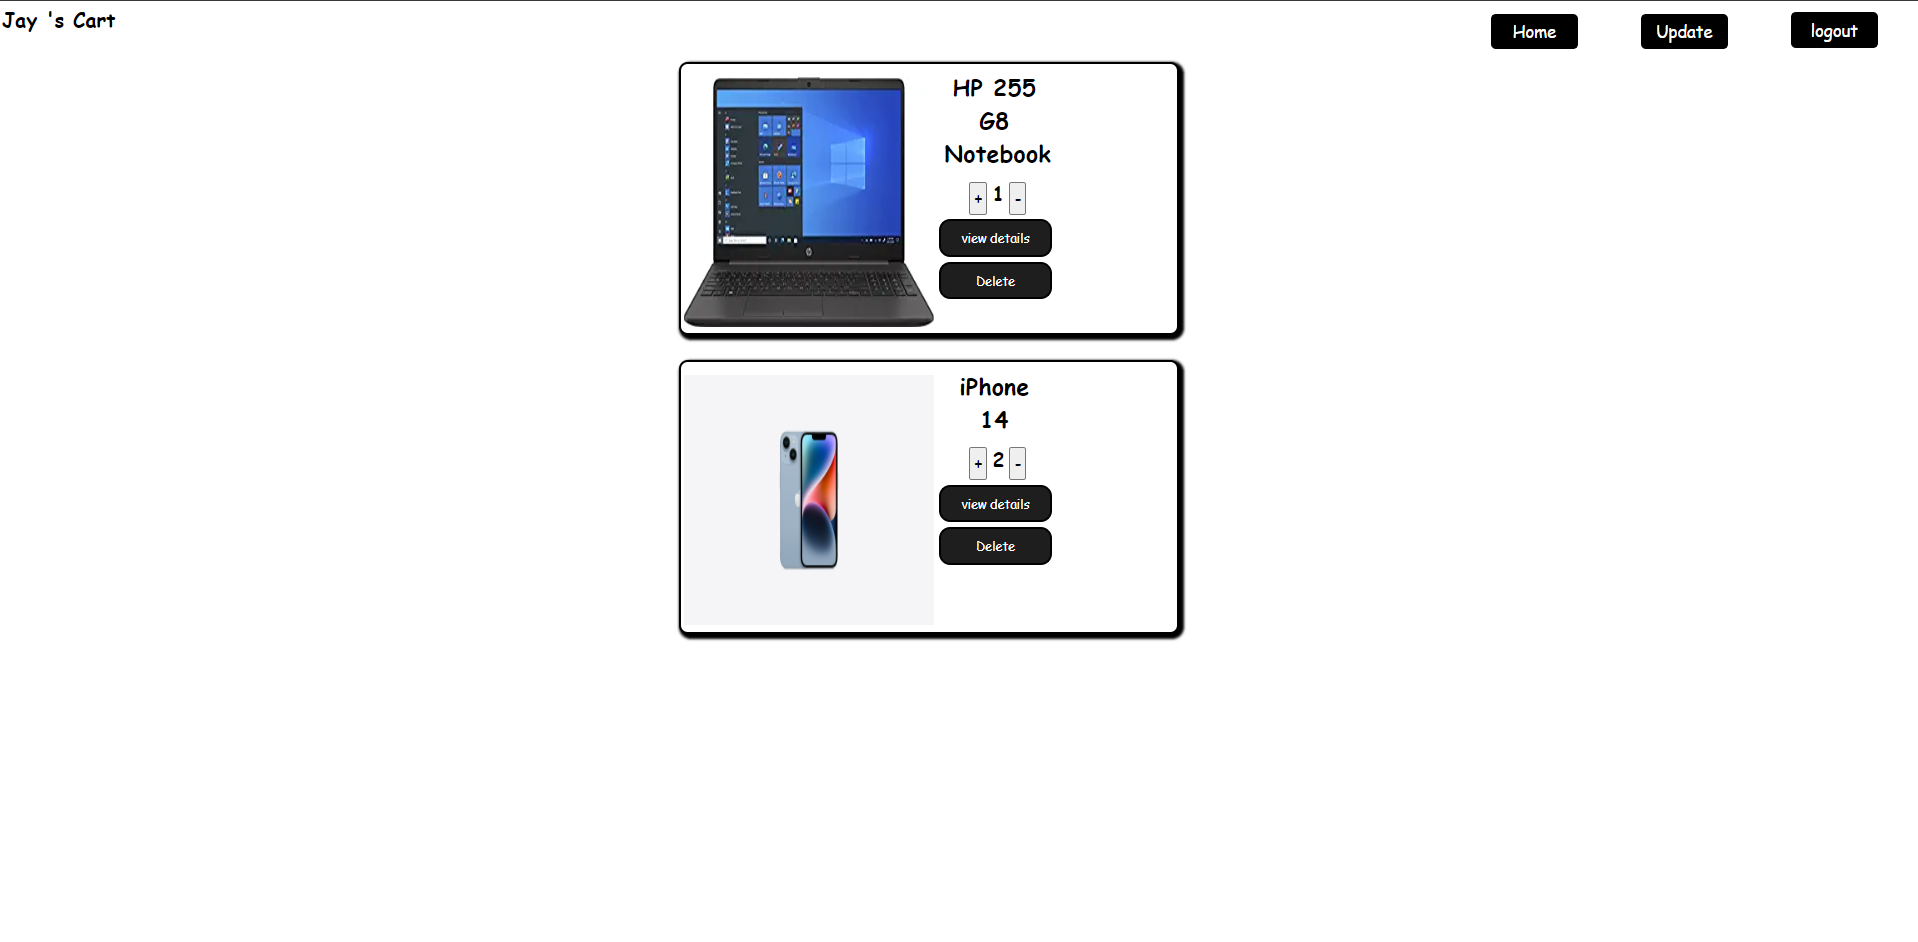 Jay 's Cart
Home
Update
logout
HP 255
G8
Notebook
+ 1 -
view details
Delete
iPhone
14
+ 2 -
view details
Delete